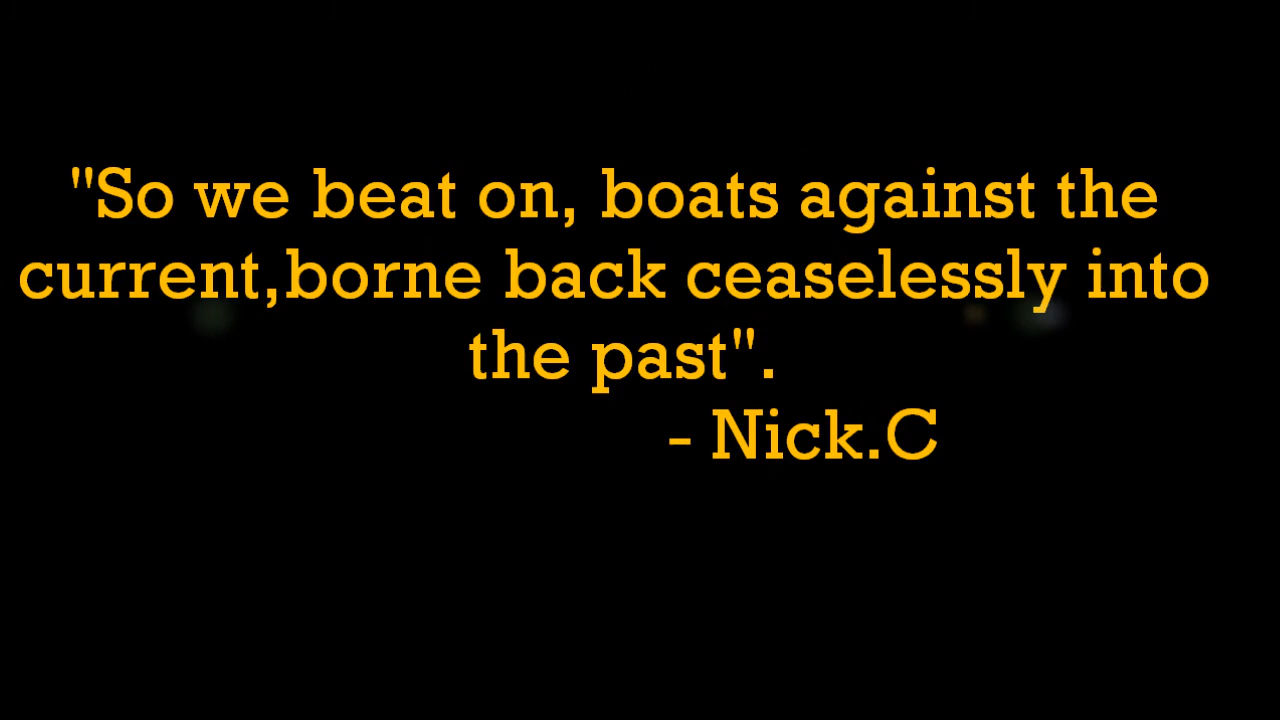 "So we beat on, boats against the
current,borne back ceaselessly into
the past".
- Nick.C